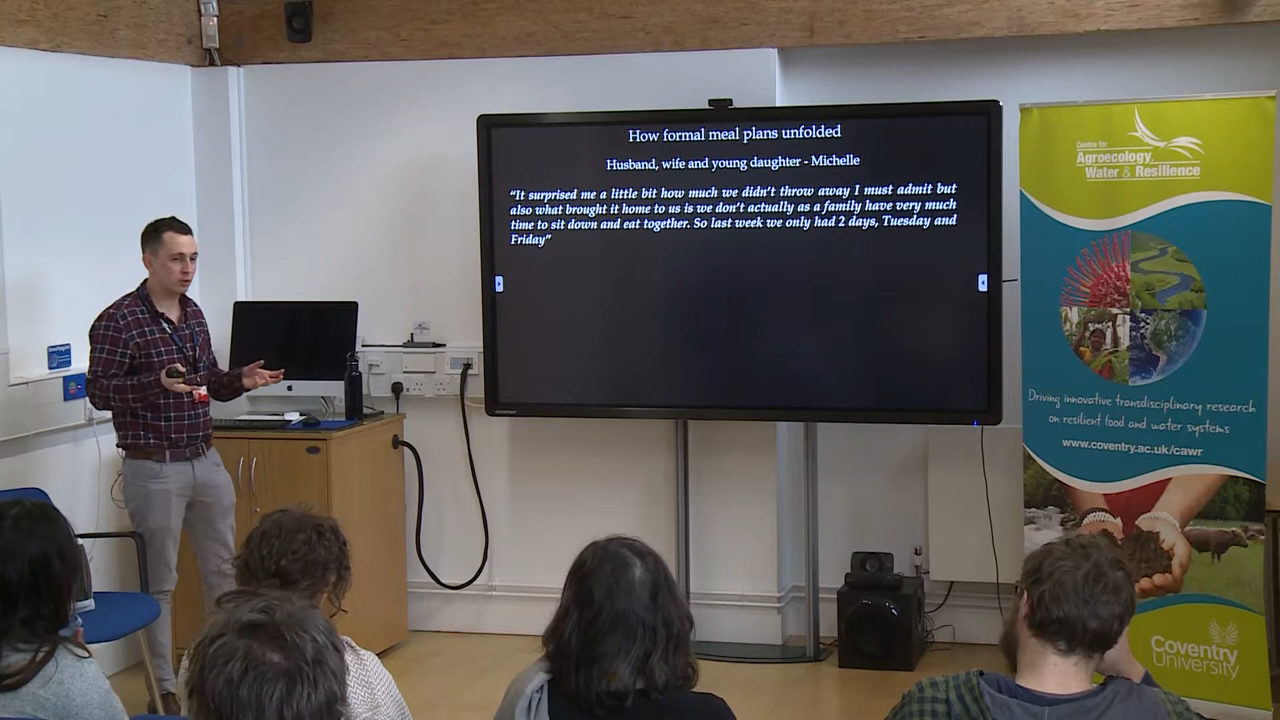 How formal meal plans unfolded
Husband, wife and young daughter - Michelle
“It surprised me a little bit how much we didn’t throw away I must admit but
also what brought it home to us is we don’t actually as a family have very much
time to sit down and eat together. So last week we only had 2 days, Tuesday and
Friday”
Centre for
Agroecology,
Water & Resilience
Driving innovative transdisciplinary research
on resilient food and water systems
www.coventry.ac.uk/cawr
Coventry
University